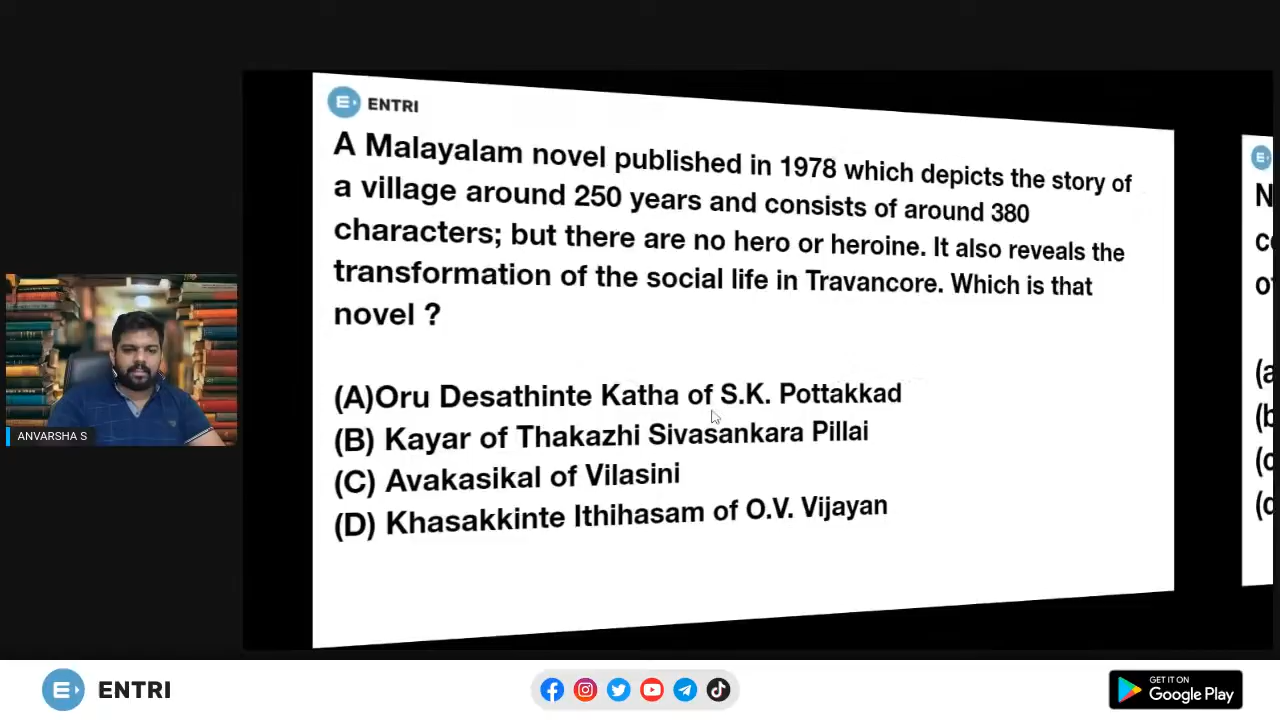 ENTRI
A Malayalam novel published in 1978 which depicts the story of
a village around 250 years and consists of around 380
characters; but there are no hero or heroine. It also reveals the
transformation of the social life in Travancore. Which is that
novel ?
(A)Oru Desathinte Katha of S.K. Pottakkad
(B) Kayar of Thakazhi Sivasankara Pillai
(C) Avakasikal of Vilasini
(D) Khasakkinte Ithihasam of O.V. Vijayan
ANVARSHA S
ENTRI
GET IT ON
Google Play